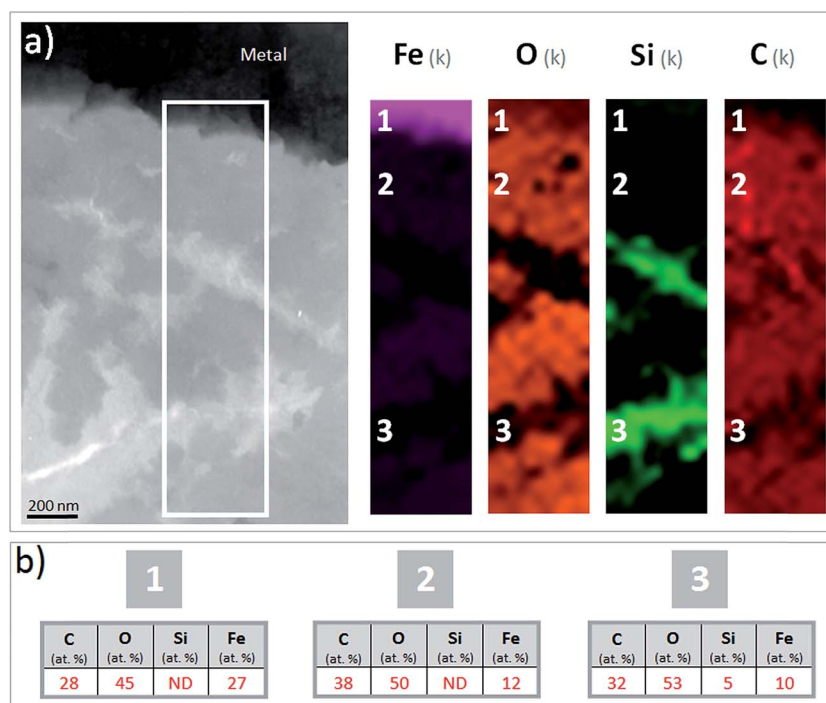 a)
Metal
200 nm
Fe (k) O (k) Si (k) C (k)
1 1 1 1
2 2 2 2
3 3 3 3
b)
1 2 3
C O Si Fe C O Si Fe C O Si Fe
(at. %) (at. %) (at. %) (at. %) (at. %) (at. %) (at. %) (at. %) (at. %) (at. %) (at. %) (at. %)
28 45 ND 27 38 50 ND 12 32 53 5 10